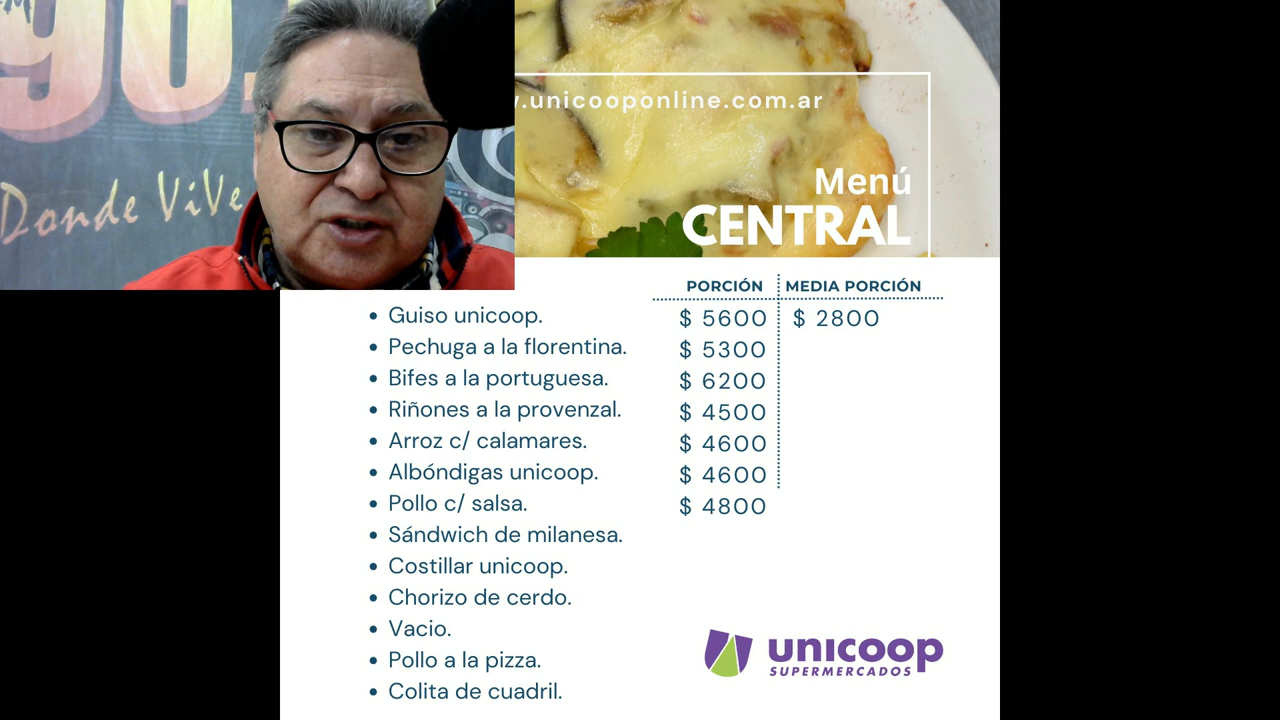 FM
90.
Donde ViVe
.unicooponline.com.ar
Menú
CENTRAL
PORCIÓN MEDIA PORCIÓN
• Guiso unicoop. $ 5600 $ 2800
• Pechuga a la florentina. $ 5300
• Bifes a la portuguesa. $ 6200
• Riñones a la provenzal. $ 4500
• Arroz c/ calamares. $ 4600
• Albóndigas unicoop. $ 4600
• Pollo c/ salsa. $ 4800
• Sándwich de milanesa.
• Costillar unicoop.
• Chorizo de cerdo.
• Vacio.
• Pollo a la pizza.
• Colita de cuadril.
unicoop
SUPERMERCADOS